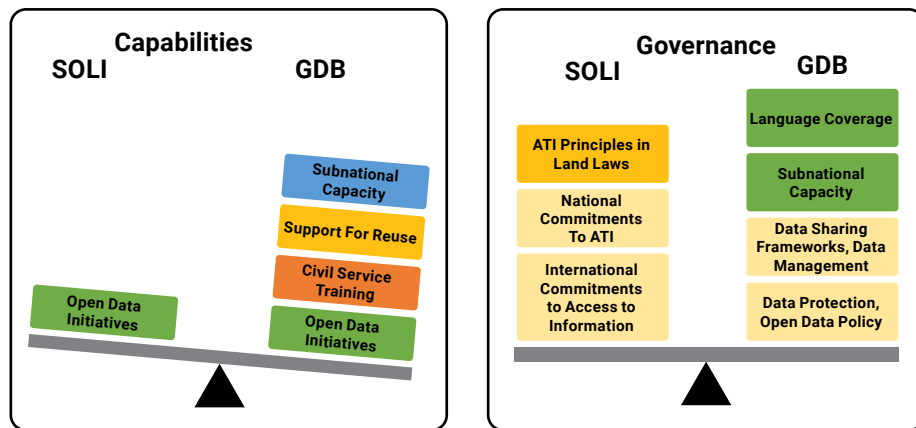 Capabilities
SOLI
GDB
Subnational
Capacity
Support For Reuse
Civil Service
Training
Open Data
Initiatives
Open Data
Initiatives
Governance
SOLI
GDB
ATI Principles in
Land Laws
National
Commitments
To ATI
International
Commitments
to Access to
Information
Language Coverage
Subnational
Capacity
Data Sharing
Frameworks, Data
Management
Data Protection,
Open Data Policy